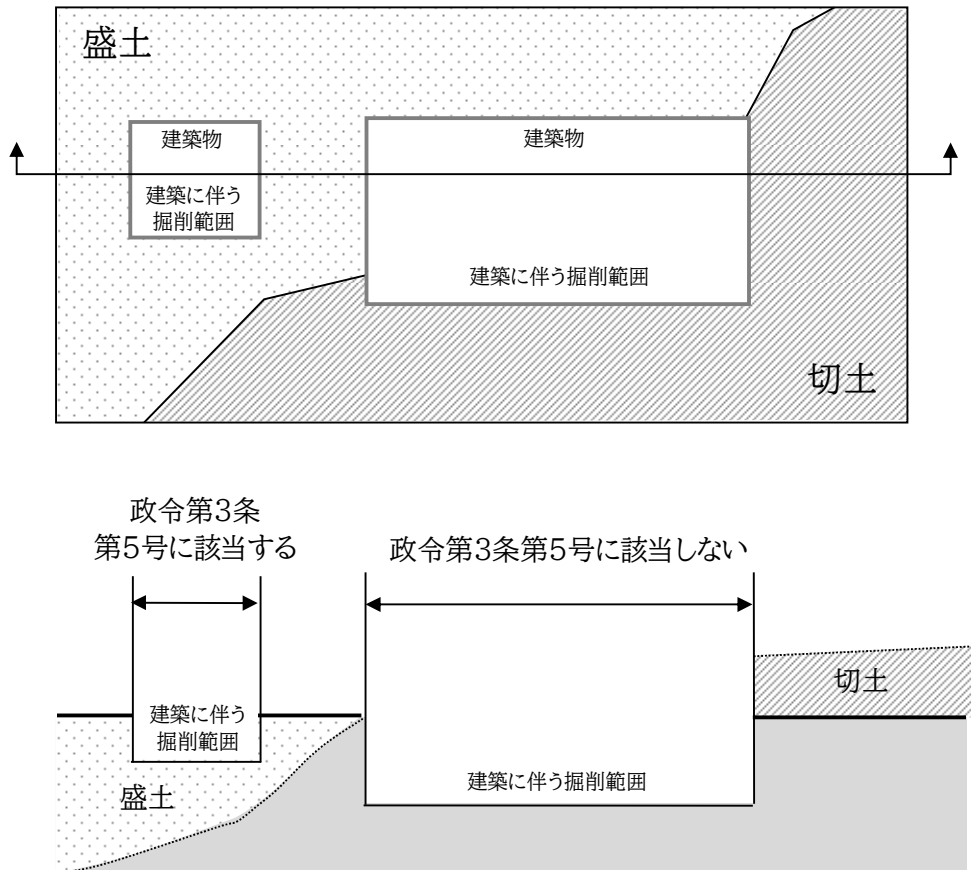 盛土
建築物
建築に伴う
掘削範囲
建築物
建築に伴う掘削範囲
切土
政令第3条
第5号に該当する
政令第3条第5号に該当しない
切土
建築に伴う
掘削範囲
建築に伴う掘削範囲
盛土